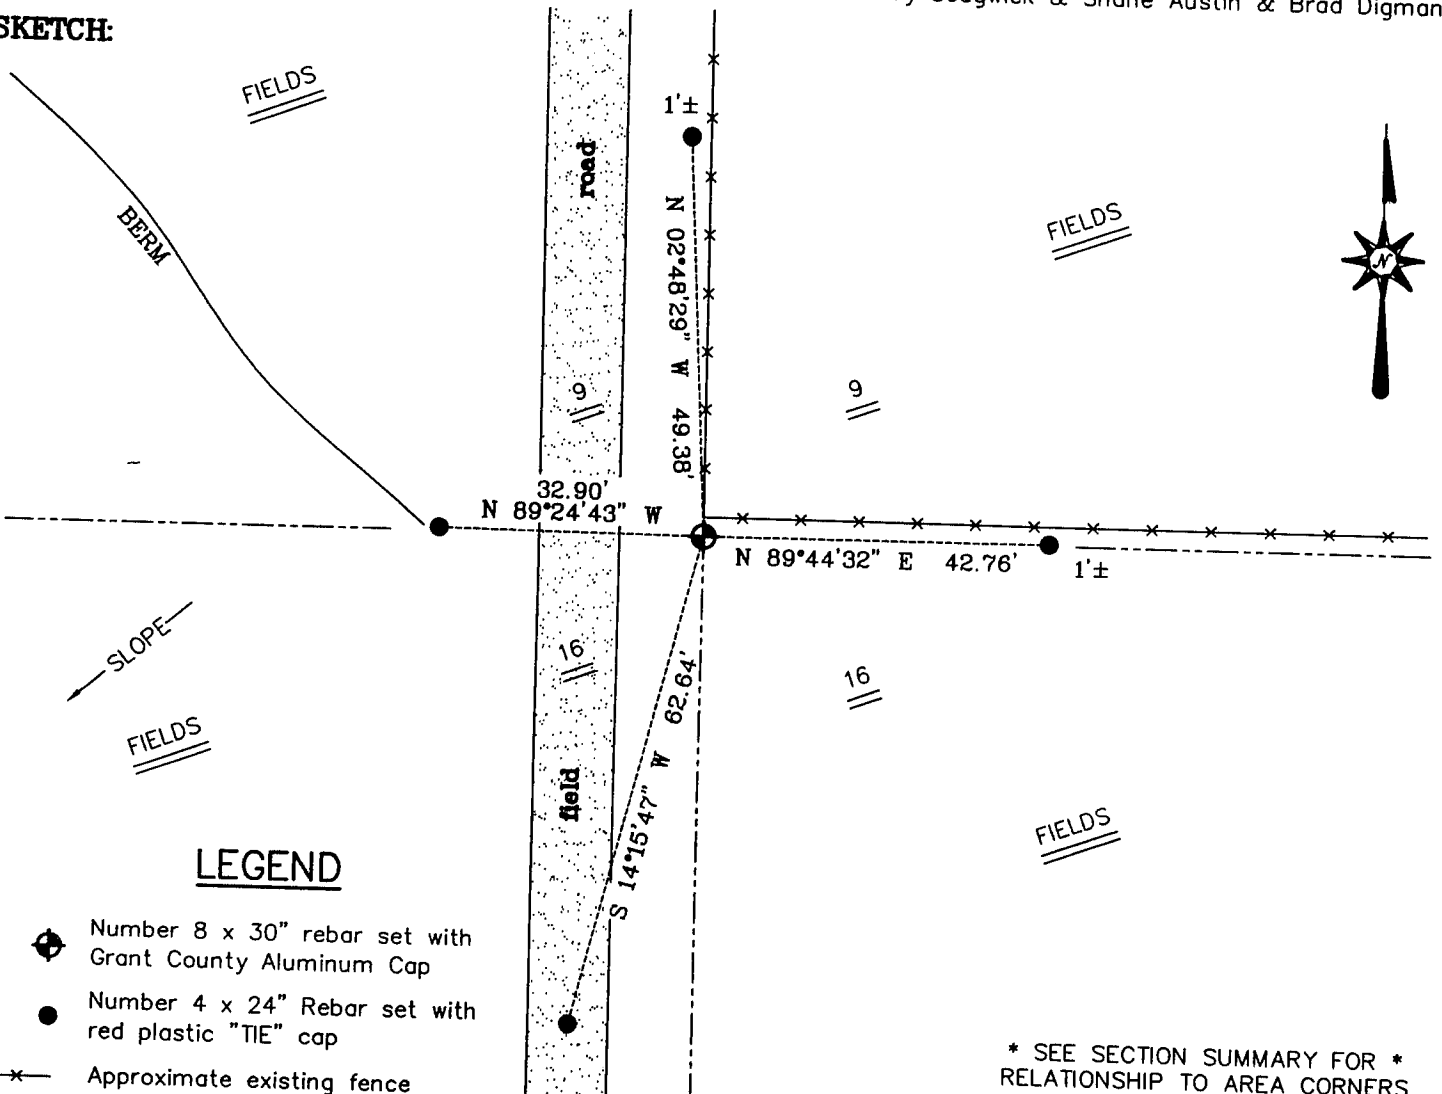 Sedgwick & Shane Austin & Brad Digman
SKETCH:
FIELDS
1'±
road
BERM
N 02°48'29" W 49.38'
FIELDS
N
9
9
32.90'
N 89°24'43" W
N 89°44'32" E 42.76'
1'±
SLOPE
16
16
S 14°15'47" W 62.64'
FIELDS
field
FIELDS
LEGEND
Number 8 x 30" rebar set with
Grant County Aluminum Cap
Number 4 x 24" Rebar set with
red plastic "TIE" cap
Approximate existing fence
* SEE SECTION SUMMARY FOR *
RELATIONSHIP TO AREA CORNERS